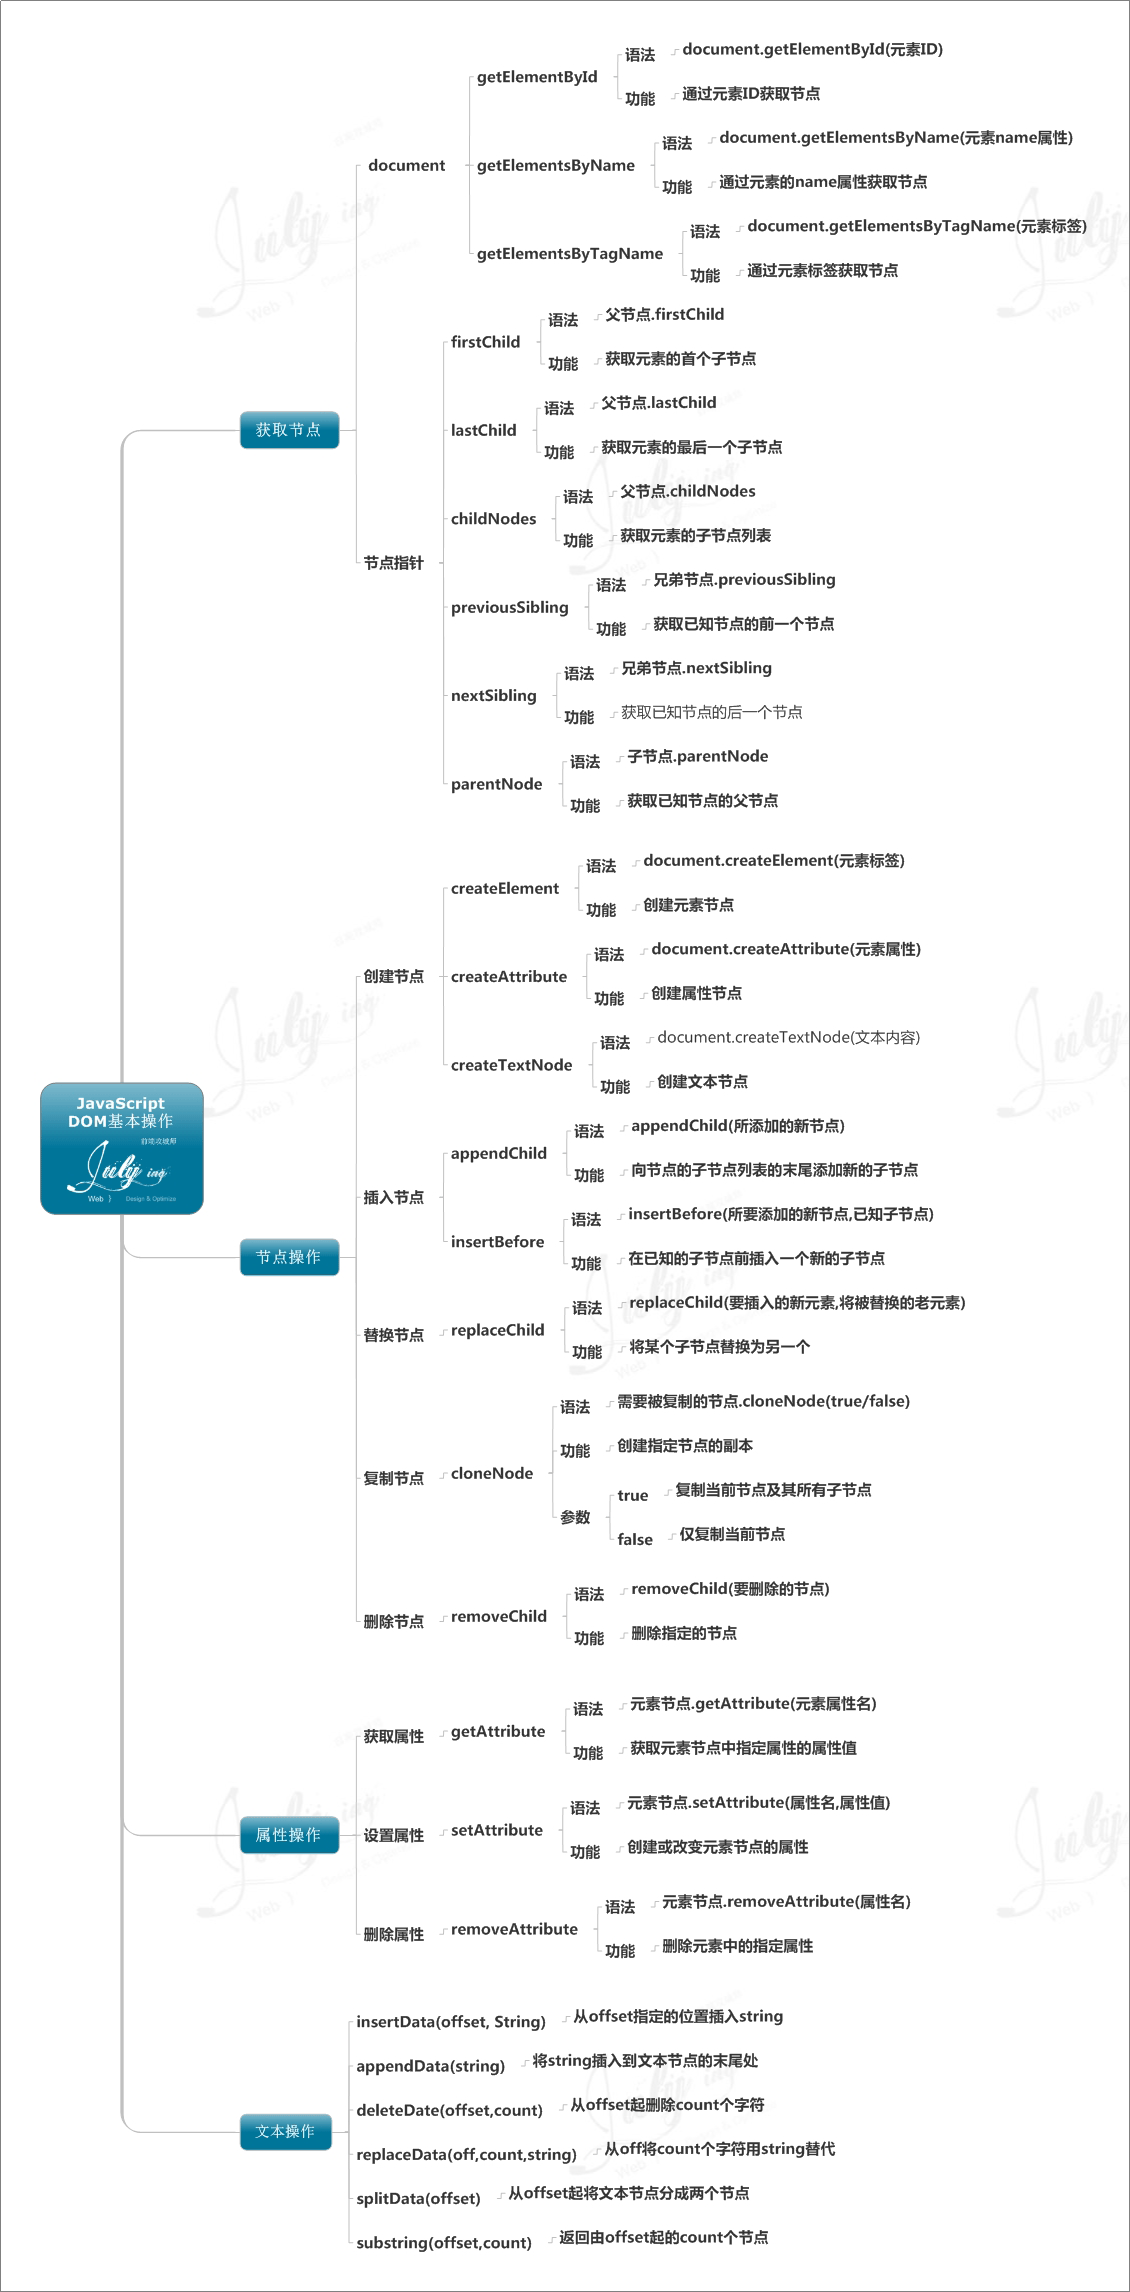 JavaScript
DOM基本操作
前端攻城师
July ing
Web } Design & Optimize
获取节点
document
getElementById
语法
document.getElementById(元素ID)
功能
通过元素ID获取节点
getElementsByName
语法
document.getElementsByName(元素name属性)
功能
通过元素的name属性获取节点
getElementsByTagName
语法
document.getElementsByTagName(元素标签)
功能
通过元素标签获取节点
节点指针
firstChild
语法
父节点.firstChild
功能
获取元素的首个子节点
lastChild
语法
父节点.lastChild
功能
获取元素的最后一个子节点
childNodes
语法
父节点.childNodes
功能
获取元素的子节点列表
previousSibling
语法
兄弟节点.previousSibling
功能
获取已知节点的前一个节点
nextSibling
语法
兄弟节点.nextSibling
功能
获取已知节点的后一个节点
parentNode
语法
子节点.parentNode
功能
获取已知节点的父节点
节点操作
创建节点
createElement
语法
document.createElement(元素标签)
功能
创建元素节点
createAttribute
语法
document.createAttribute(元素属性)
功能
创建属性节点
createTextNode
语法
document.createTextNode(文本内容)
功能
创建文本节点
插入节点
appendChild
语法
appendChild(所添加的新节点)
功能
向节点的子节点列表的末尾添加新的子节点
insertBefore
语法
insertBefore(所要添加的新节点,已知子节点)
功能
在已知的子节点前插入一个新的子节点
替换节点
replaceChild
语法
replaceChild(要插入的新元素,将被替换的老元素)
功能
将某个子节点替换为另一个
复制节点
cloneNode
语法
需要被复制的节点.cloneNode(true/false)
功能
创建指定节点的副本
参数
true
复制当前节点及其所有子节点
false
仅复制当前节点
删除节点
removeChild
语法
removeChild(要删除的节点)
功能
删除指定的节点
属性操作
获取属性
getAttribute
语法
元素节点.getAttribute(元素属性名)
功能
获取元素节点中指定属性的属性值
设置属性
setAttribute
语法
元素节点.setAttribute(属性名,属性值)
功能
创建或改变元素节点的属性
删除属性
removeAttribute
语法
元素节点.removeAttribute(属性名)
功能
删除元素中的指定属性
文本操作
insertData(offset, String)
从offset指定的位置插入string
appendData(string)
将string插入到文本节点的末尾处
deleteDate(offset,count)
从offset起删除count个字符
replaceData(off,count,string)
从off将count个字符用string替代
splitData(offset)
从offset起将文本节点分成两个节点
substring(offset,count)
返回由offset起的count个节点